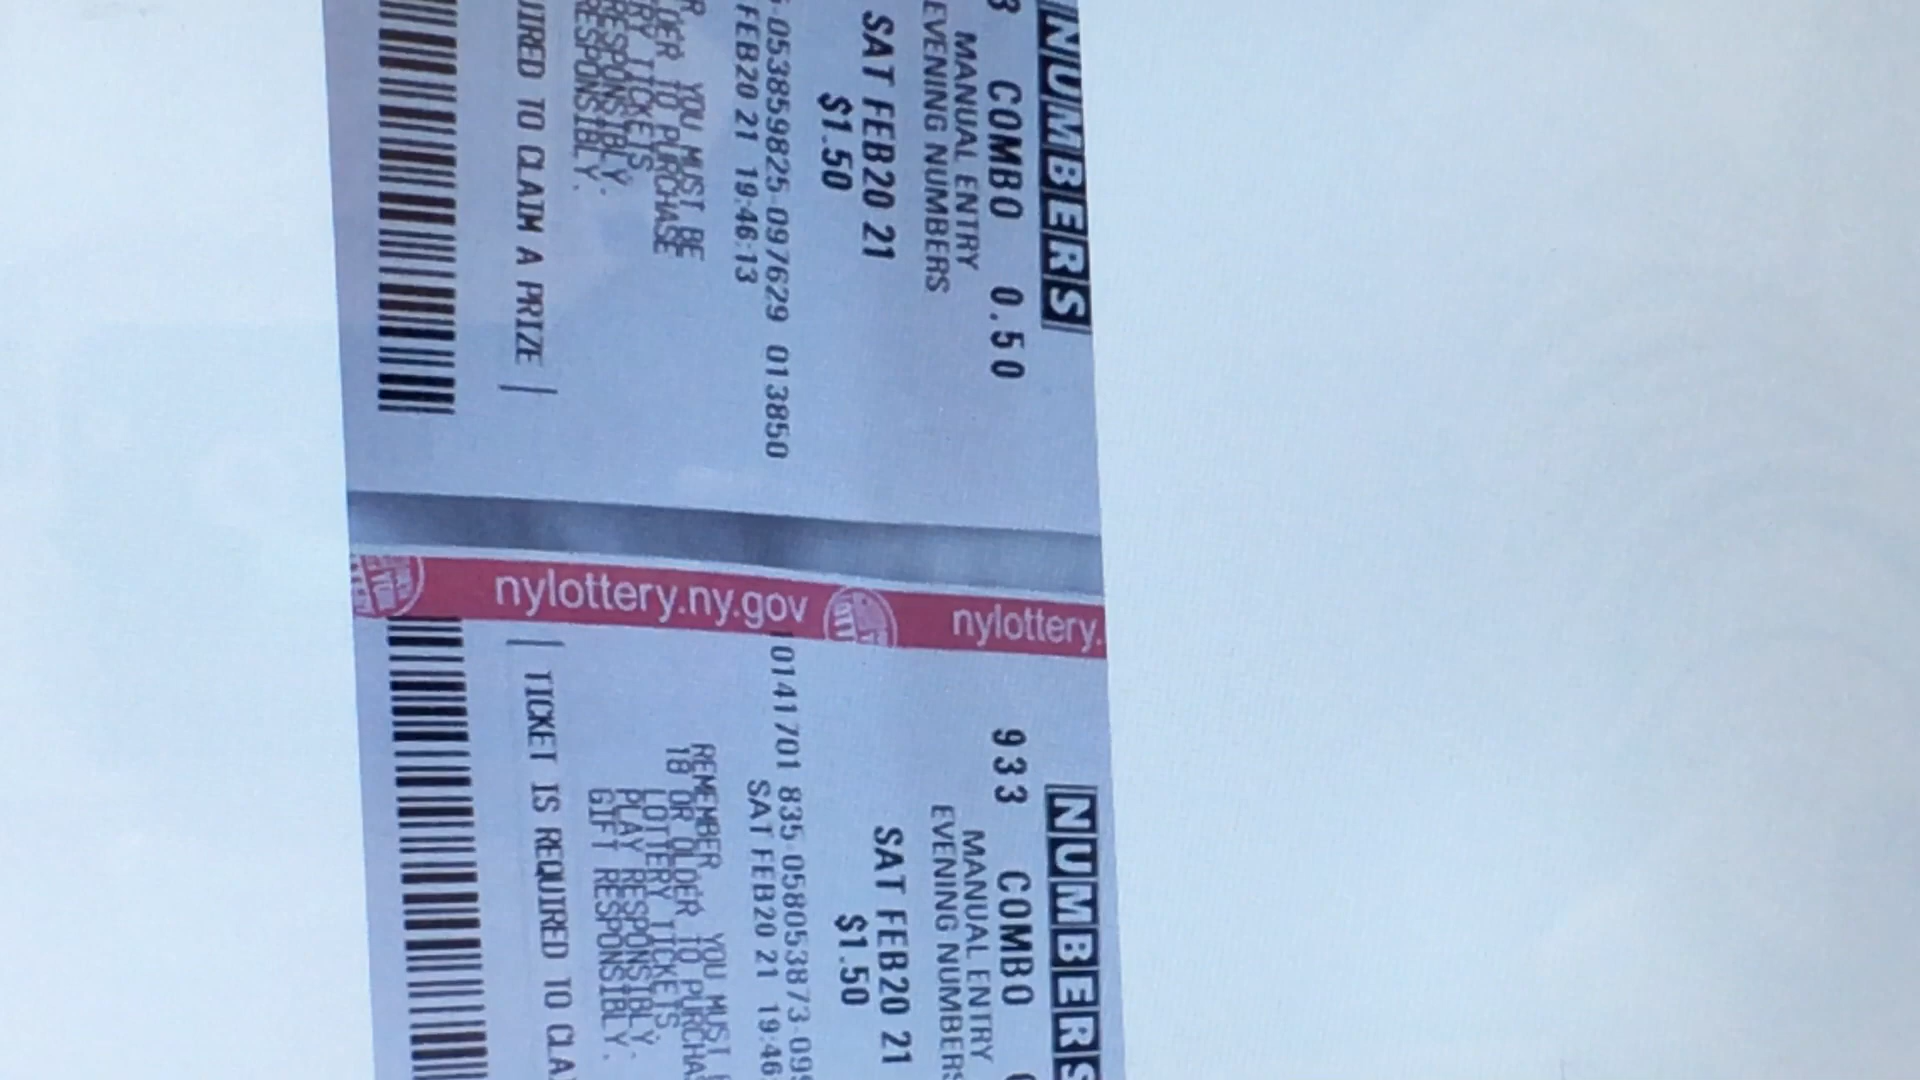 NUMBERS
3 COMBO 0.50
MANUAL ENTRY
EVENING NUMBERS
SAT FEB20 21
$1.50
053859825-097629 013850
FEB20 21 19:46:13
YOU MUST BE
DER TO PURCHASE
RY TICKETS.
RESPONSIBLY.
RESPONSIBLY.
UIRED TO CLAIM A PRIZE
nylottery.ny.gov nylottery.
NUMBERS
933 COMBO
MANUAL ENTRY
EVENING NUMBERS
SAT FEB20 21
$1.50
0141701 835-058053873-09
SAT FEB20 21 19:46
REMEMBER YOU MUST
18 OR OLDER TO PURCHA
LOTTERY TICKETS
PLAY RESPONSIBLY.
GIFT RESPONSIBLY.
TICKET IS REQUIRED TO CLA